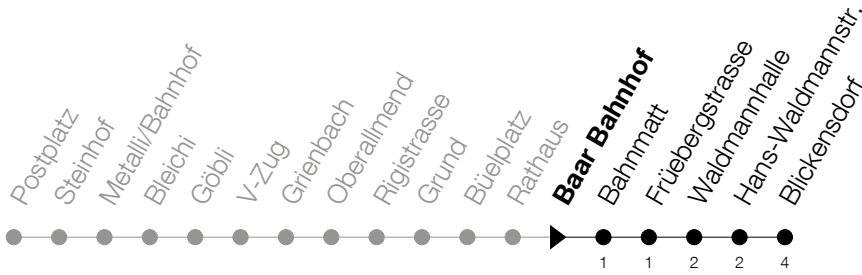 Postplatz
Steinhof
Metalli/Bahnhof
Bleichi
Göbli
V-Zug
Grienbach
Oberallmend
Rigistrasse
Grund
Büelplatz
Rathaus
Baar Bahnhof
Bahnmatt
Früebergstrasse
Waldmannhalle
Hans-Waldmannstr.
Blickensdorf
1 1 2 2 4